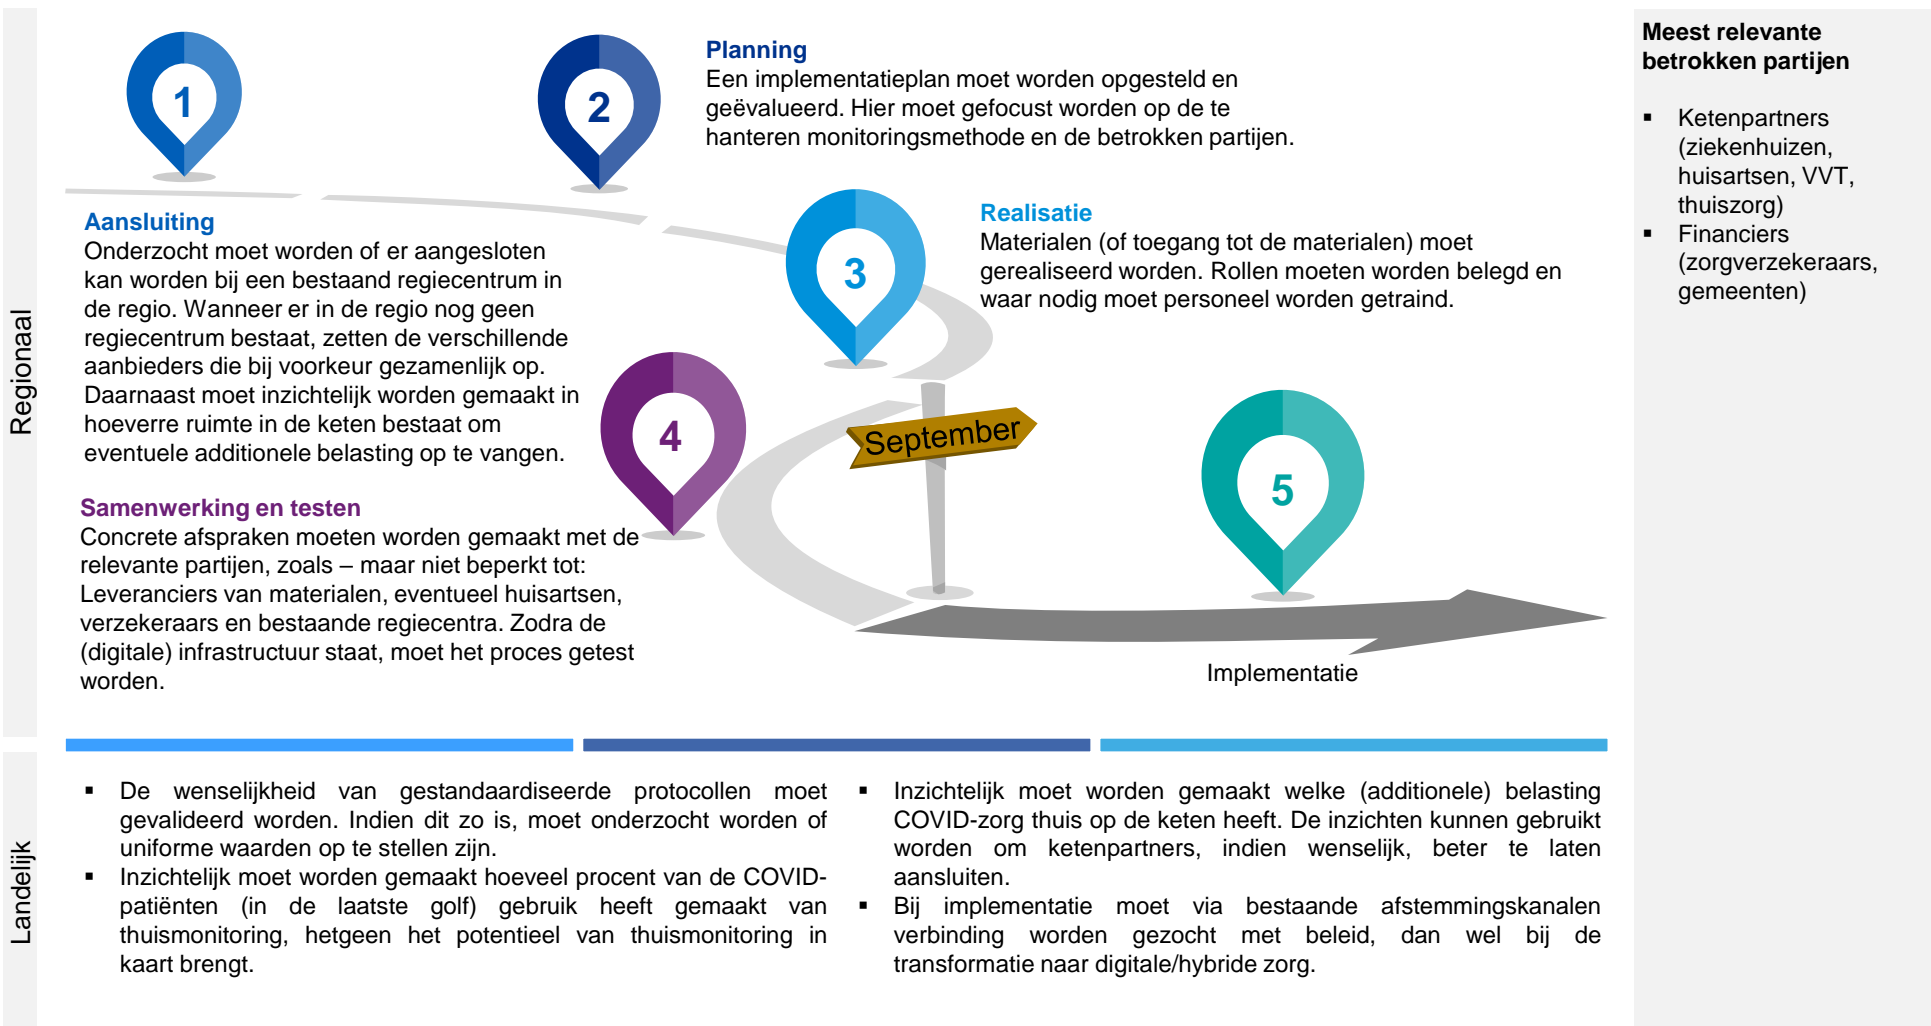 Regionaal
1
Aansluiting
Onderzocht moet worden of er aangesloten
kan worden bij een bestaand regiecentrum in
de regio. Wanneer er in de regio nog geen
regiecentrum bestaat, zetten de verschillende
aanbieders die bij voorkeur gezamenlijk op.
Daarnaast moet inzichtelijk worden gemaakt in
hoeverre ruimte in de keten bestaat om
eventuele additionele belasting op te vangen.
2
Planning
Een implementatieplan moet worden opgesteld en
geëvalueerd. Hier moet gefocust worden op de te
hanteren monitoringsmethode en de betrokken partijen.
3
Realisatie
Materialen (of toegang tot de materialen) moet
gerealiseerd worden. Rollen moeten worden belegd en
waar nodig moet personeel worden getraind.
4
Samenwerking en testen
Concrete afspraken moeten worden gemaakt met de
relevante partijen, zoals – maar niet beperkt tot:
Leveranciers van materialen, eventueel huisartsen,
verzekeraars en bestaande regiecentra. Zodra de
(digitale) infrastructuur staat, moet het proces getest
worden.
September
5
Implementatie
Meest relevante
betrokken partijen
▪ Ketenpartners
(ziekenhuizen,
huisartsen, VVT,
thuiszorg)
▪ Financiers
(zorgverzekeraars,
gemeenten)
Landelijk
▪ De wenselijkheid van gestandaardiseerde protocollen moet
gevalideerd worden. Indien dit zo is, moet onderzocht worden of
uniforme waarden op te stellen zijn.
▪ Inzichtelijk moet worden gemaakt hoeveel procent van de COVID-
patiënten (in de laatste golf) gebruik heeft gemaakt van
thuismonitoring, hetgeen het potentieel van thuismonitoring in
kaart brengt.
▪ Inzichtelijk moet worden gemaakt welke (additionele) belasting
COVID-zorg thuis op de keten heeft. De inzichten kunnen gebruikt
worden om ketenpartners, indien wenselijk, beter te laten
aansluiten.
▪ Bij implementatie moet via bestaande afstemmingskanalen
verbinding worden gezocht met beleid, dan wel bij de
transformatie naar digitale/hybride zorg.